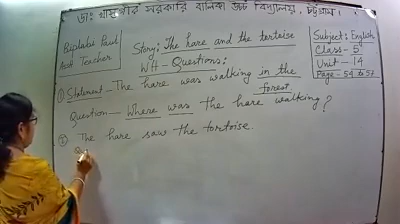 ডাঃ খাস্তগীর সরকারি বালিকা উচ্চ বিদ্যালয়, চট্টগ্রাম।
Biplabi Paul
Asst Teacher
Story: The hare and the tortoise
WH - Questions:
Subject: English
Class - 5
Unit - 14
Page - 54 to 57
① Statement - The hare was walking in the
forest.
Question - Where was the hare walking?
② The hare saw the tortoise.